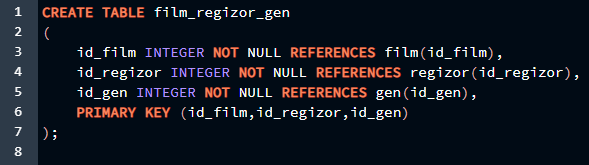 1 CREATE TABLE film_regizor_gen
2 (
3 id_film INTEGER NOT NULL REFERENCES film(id_film),
4 id_regizor INTEGER NOT NULL REFERENCES regizor(id_regizor),
5 id_gen INTEGER NOT NULL REFERENCES gen(id_gen),
6 PRIMARY KEY (id_film,id_regizor,id_gen)
7 );
8